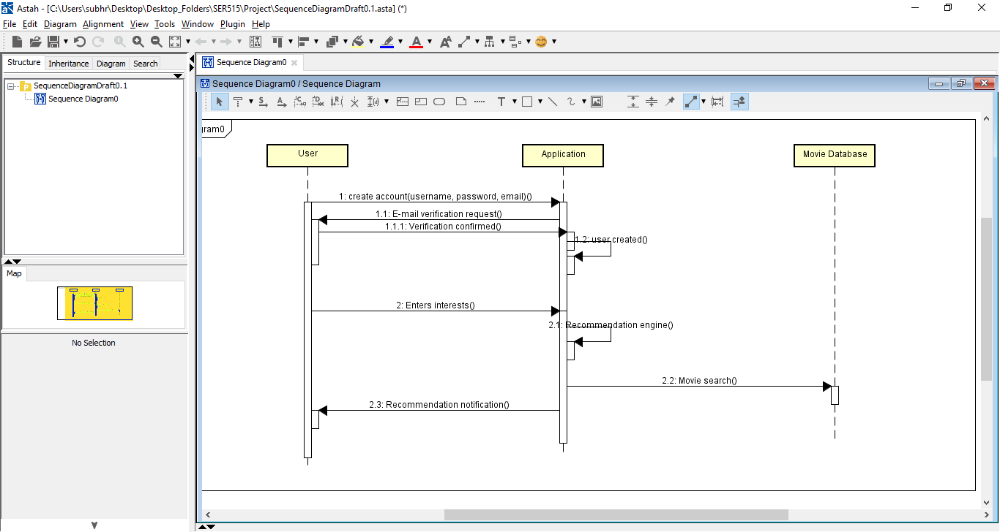 Astah - [C:\Users\subhr\Desktop\Desktop_Folders\SER515\Project\SequenceDiagramDraft0.1.asta] (*)
File Edit Diagram Alignment View Tools Window Plugin Help
Structure Inheritance Diagram Search
SequenceDiagramDraft0.1
Sequence Diagram0
Map
No Selection
Sequence Diagram0
Sequence Diagram0 / Sequence Diagram
gram0
User
Application
Movie Database
1: create account(username, password, email)()
1.1: E-mail verification request()
1.1.1: Verification confirmed()
1.2: user created()
2: Enters interests()
2.1: Recommendation engine()
2.2: Movie search()
2.3: Recommendation notification()